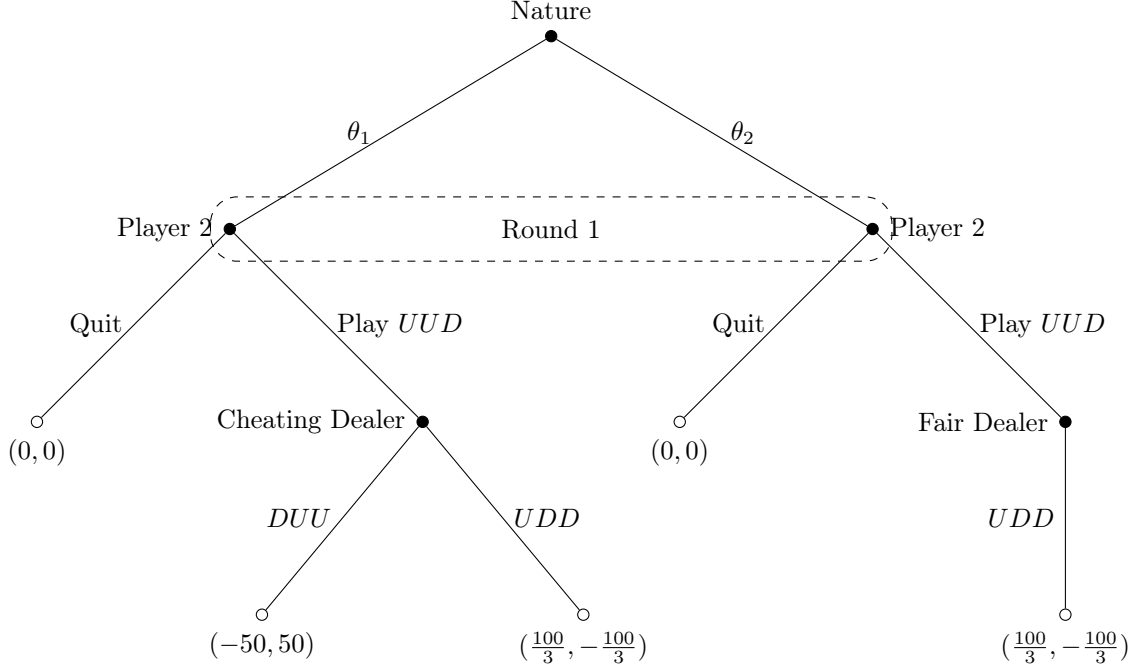 Nature
θ₁ θ₂
Player 2 Round 1 Player 2
Quit Play UUD Quit Play UUD
Cheating Dealer Fair Dealer
(0, 0) (0, 0)
DUU UDD UDD
(−50, 50) (100/3, −100/3) (100/3, −100/3)